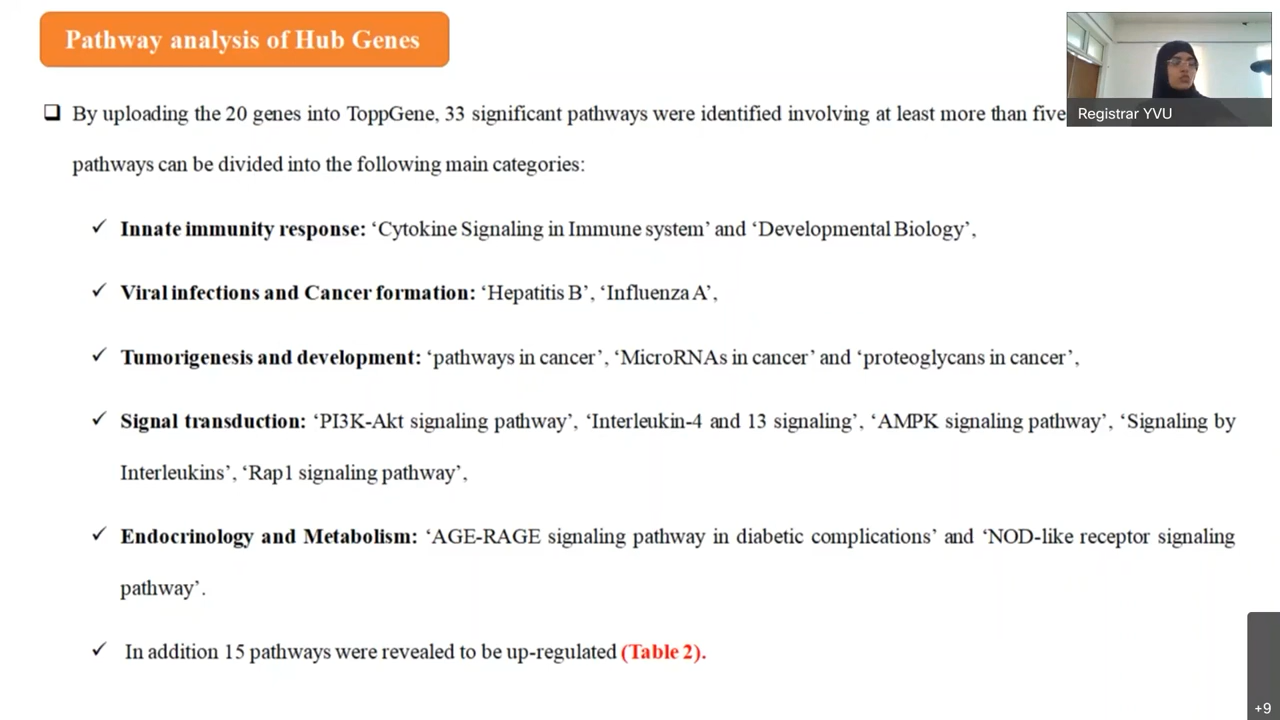 Pathway analysis of Hub Genes
Registrar YVU
❑ By uploading the 20 genes into ToppGene, 33 significant pathways were identified involving at least more than five
pathways can be divided into the following main categories:
✓ Innate immunity response: ‘Cytokine Signaling in Immune system’ and ‘Developmental Biology’,
✓ Viral infections and Cancer formation: ‘Hepatitis B’, ‘Influenza A’,
✓ Tumorigenesis and development: ‘pathways in cancer’, ‘MicroRNAs in cancer’ and ‘proteoglycans in cancer’,
✓ Signal transduction: ‘PI3K-Akt signaling pathway’, ‘Interleukin-4 and 13 signaling’, ‘AMPK signaling pathway’, ‘Signaling by
Interleukins’, ‘Rap1 signaling pathway’,
✓ Endocrinology and Metabolism: ‘AGE-RAGE signaling pathway in diabetic complications’ and ‘NOD-like receptor signaling
pathway’.
✓ In addition 15 pathways were revealed to be up-regulated (Table 2).
+9